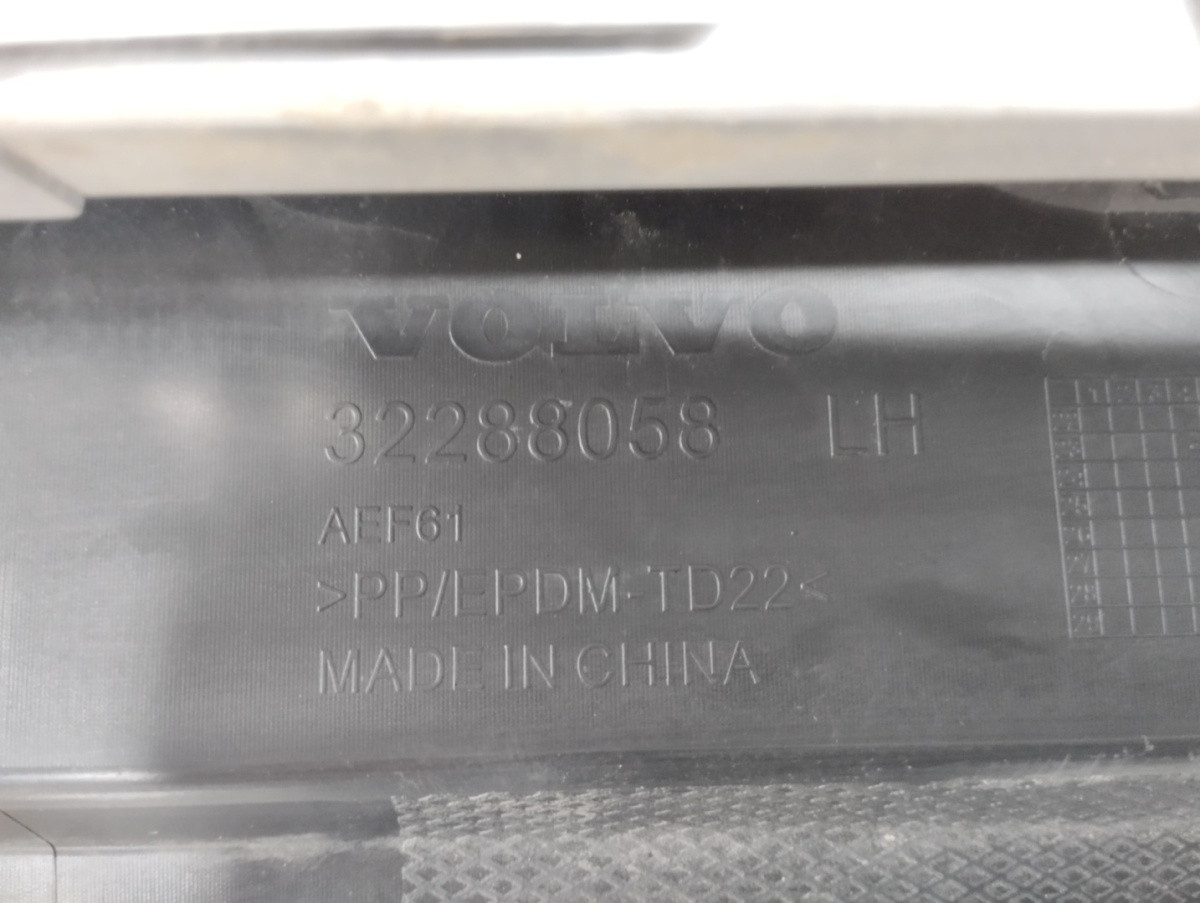 VOLVO
32288058 LH
AEF61
>PP/EPDM-TD22<
MADE IN CHINA